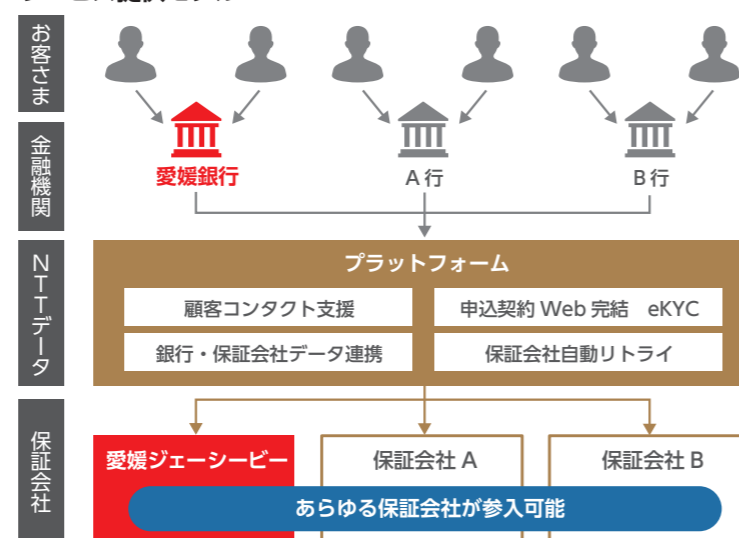 お客さま
金融機関
愛媛銀行
A行
B行
NTTデータ
プラットフォーム
顧客コンタクト支援
申込契約 Web 完結 eKYC
銀行・保証会社データ連携
保証会社自動リトライ
保証会社
愛媛ジェーシービー
保証会社 A
保証会社 B
あらゆる保証会社が参入可能